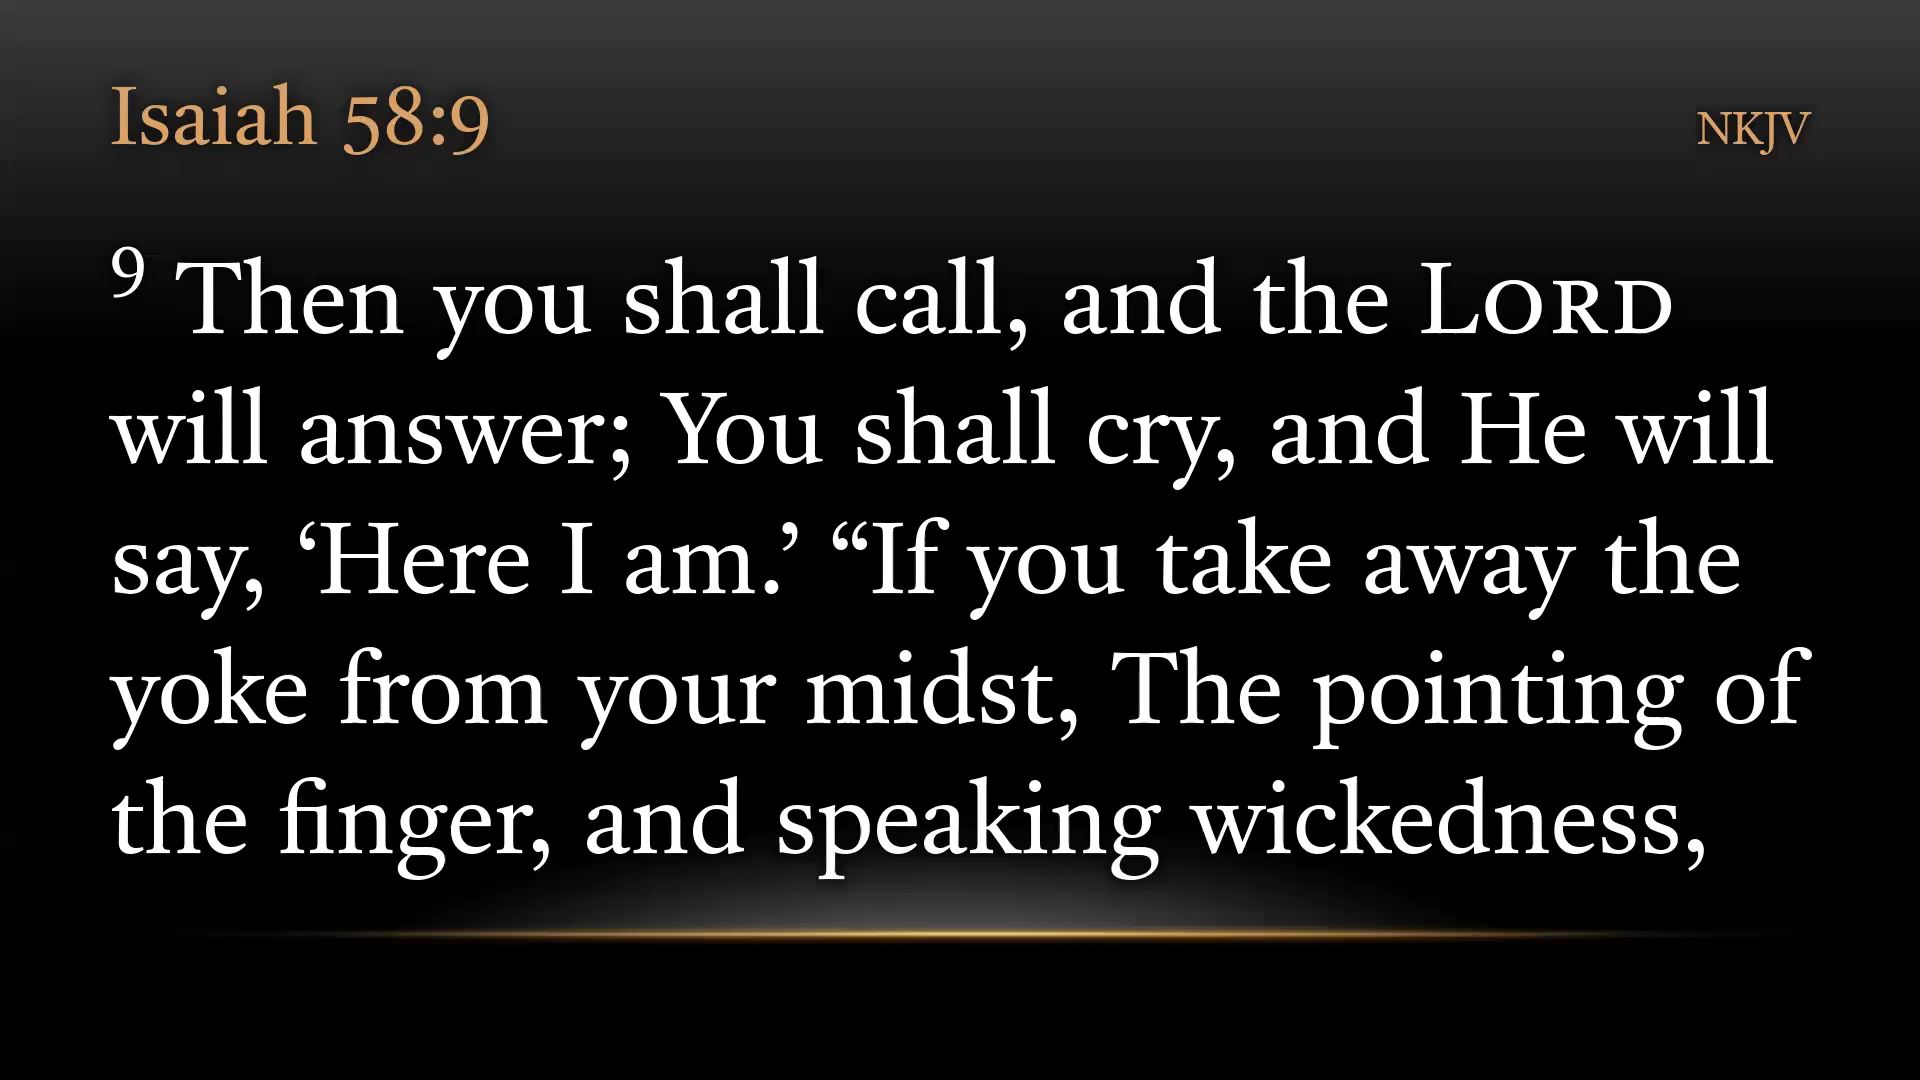 Isaiah 58:9
NKJV
9 Then you shall call, and the LORD
will answer; You shall cry, and He will
say, ‘Here I am.’ “If you take away the
yoke from your midst, The pointing of
the finger, and speaking wickedness,